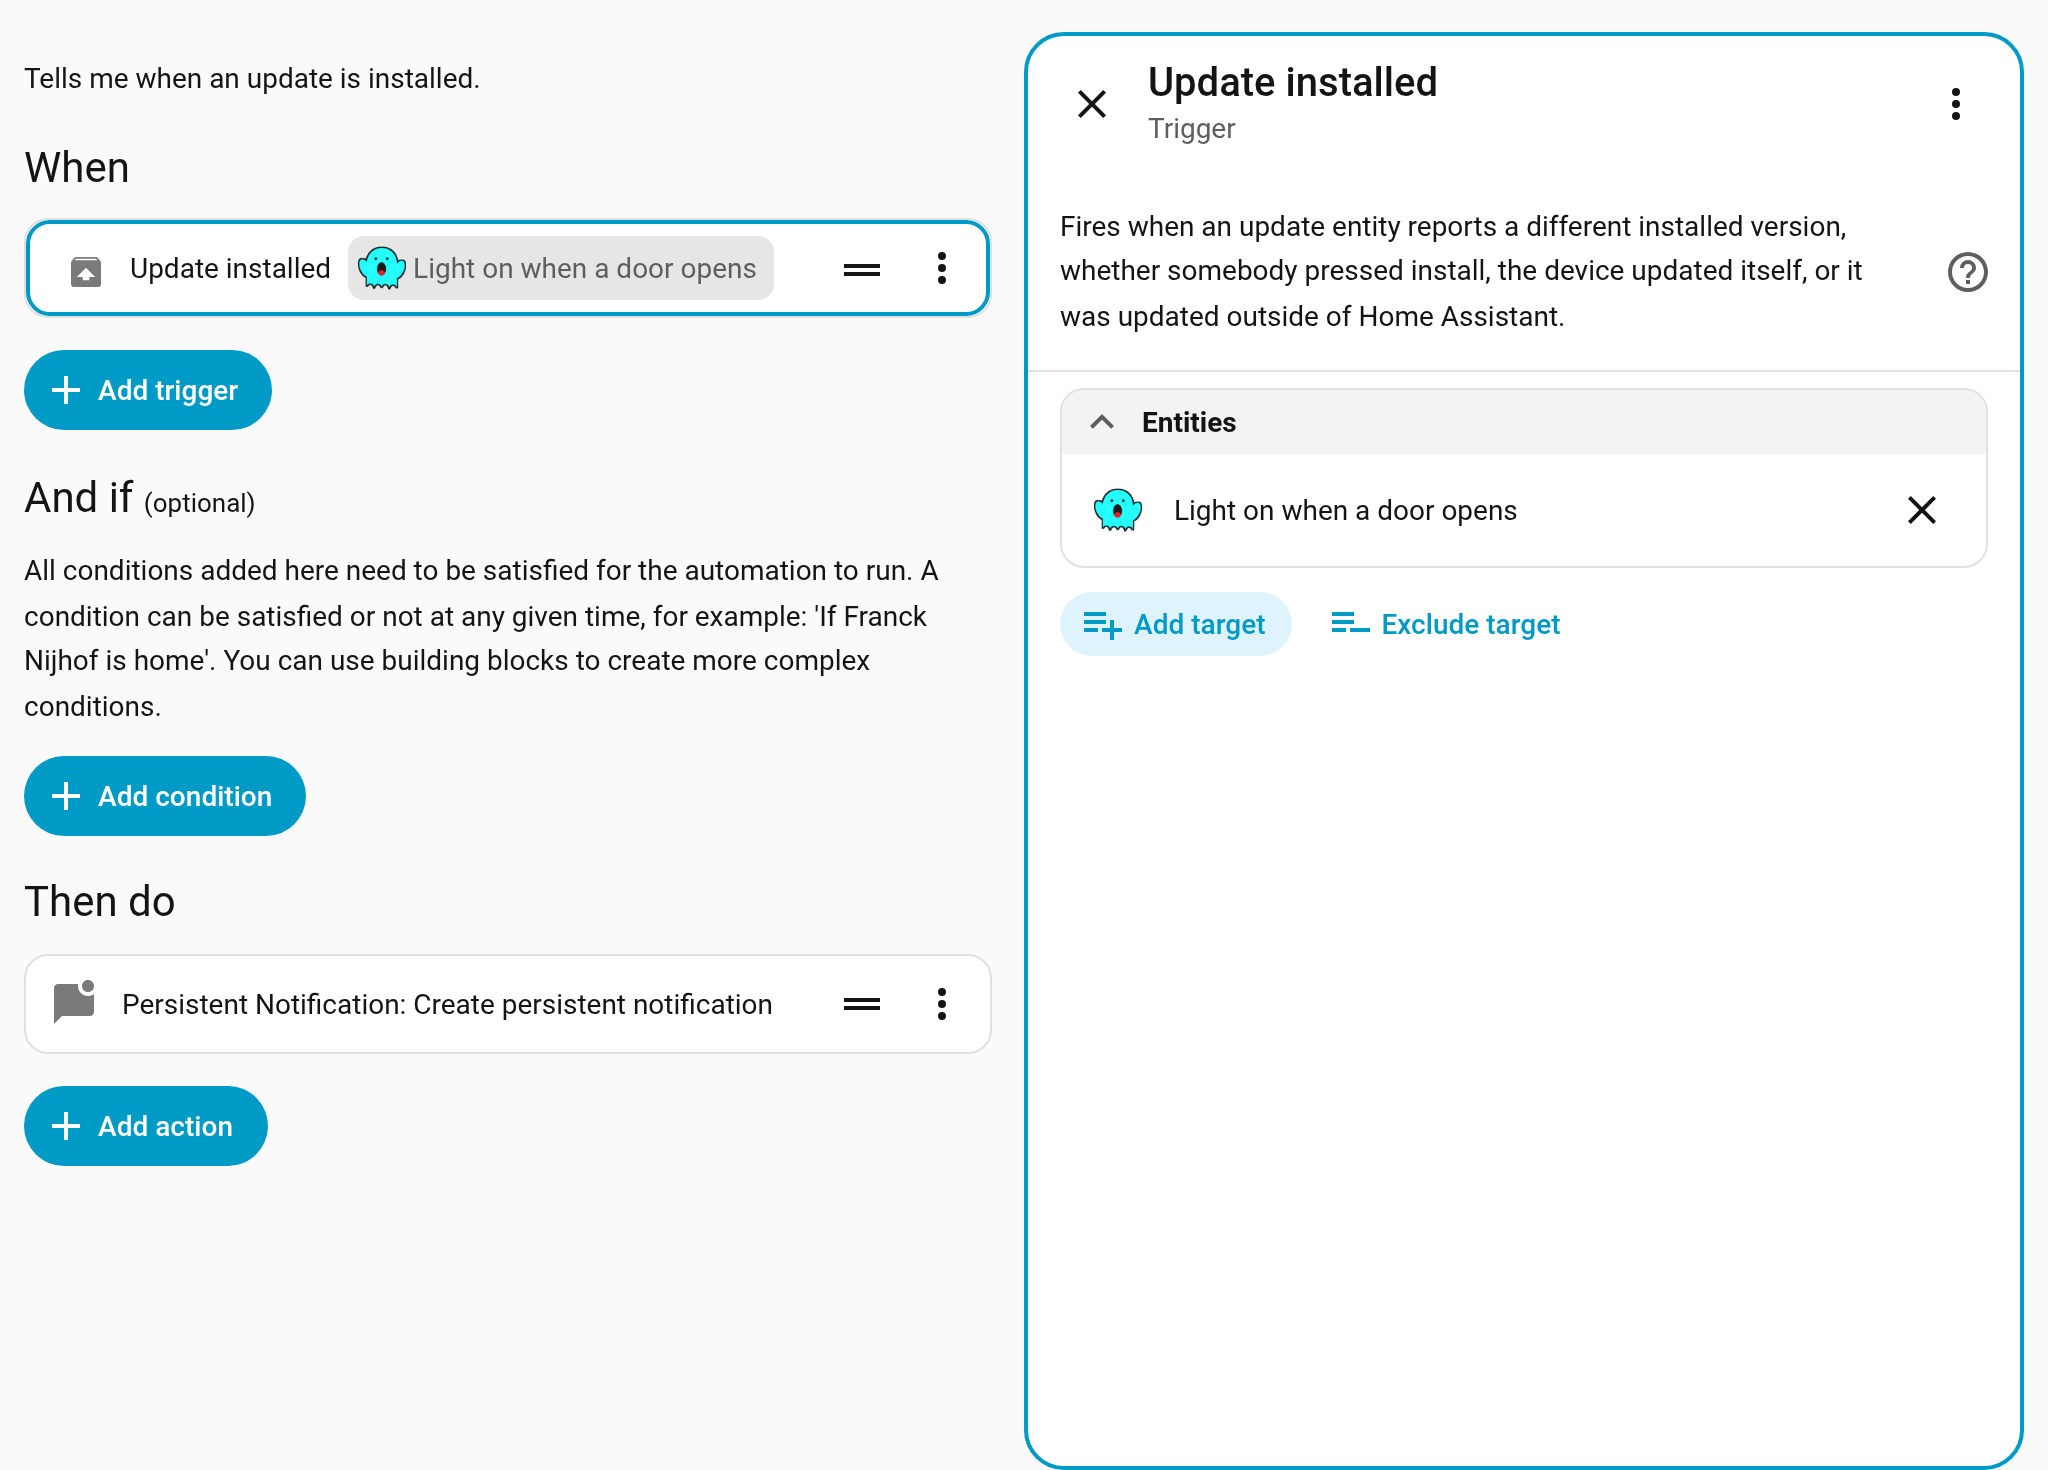 Tells me when an update is installed.
When
Update installed Light on when a door opens
Add trigger
And if (optional)
All conditions added here need to be satisfied for the automation to run. A
condition can be satisfied or not at any given time, for example: 'If Franck
Nijhof is home'. You can use building blocks to create more complex
conditions.
Add condition
Then do
Persistent Notification: Create persistent notification
Add action
Update installed
Trigger
Fires when an update entity reports a different installed version,
whether somebody pressed install, the device updated itself, or it
was updated outside of Home Assistant.
Entities
Light on when a door opens
Add target
Exclude target